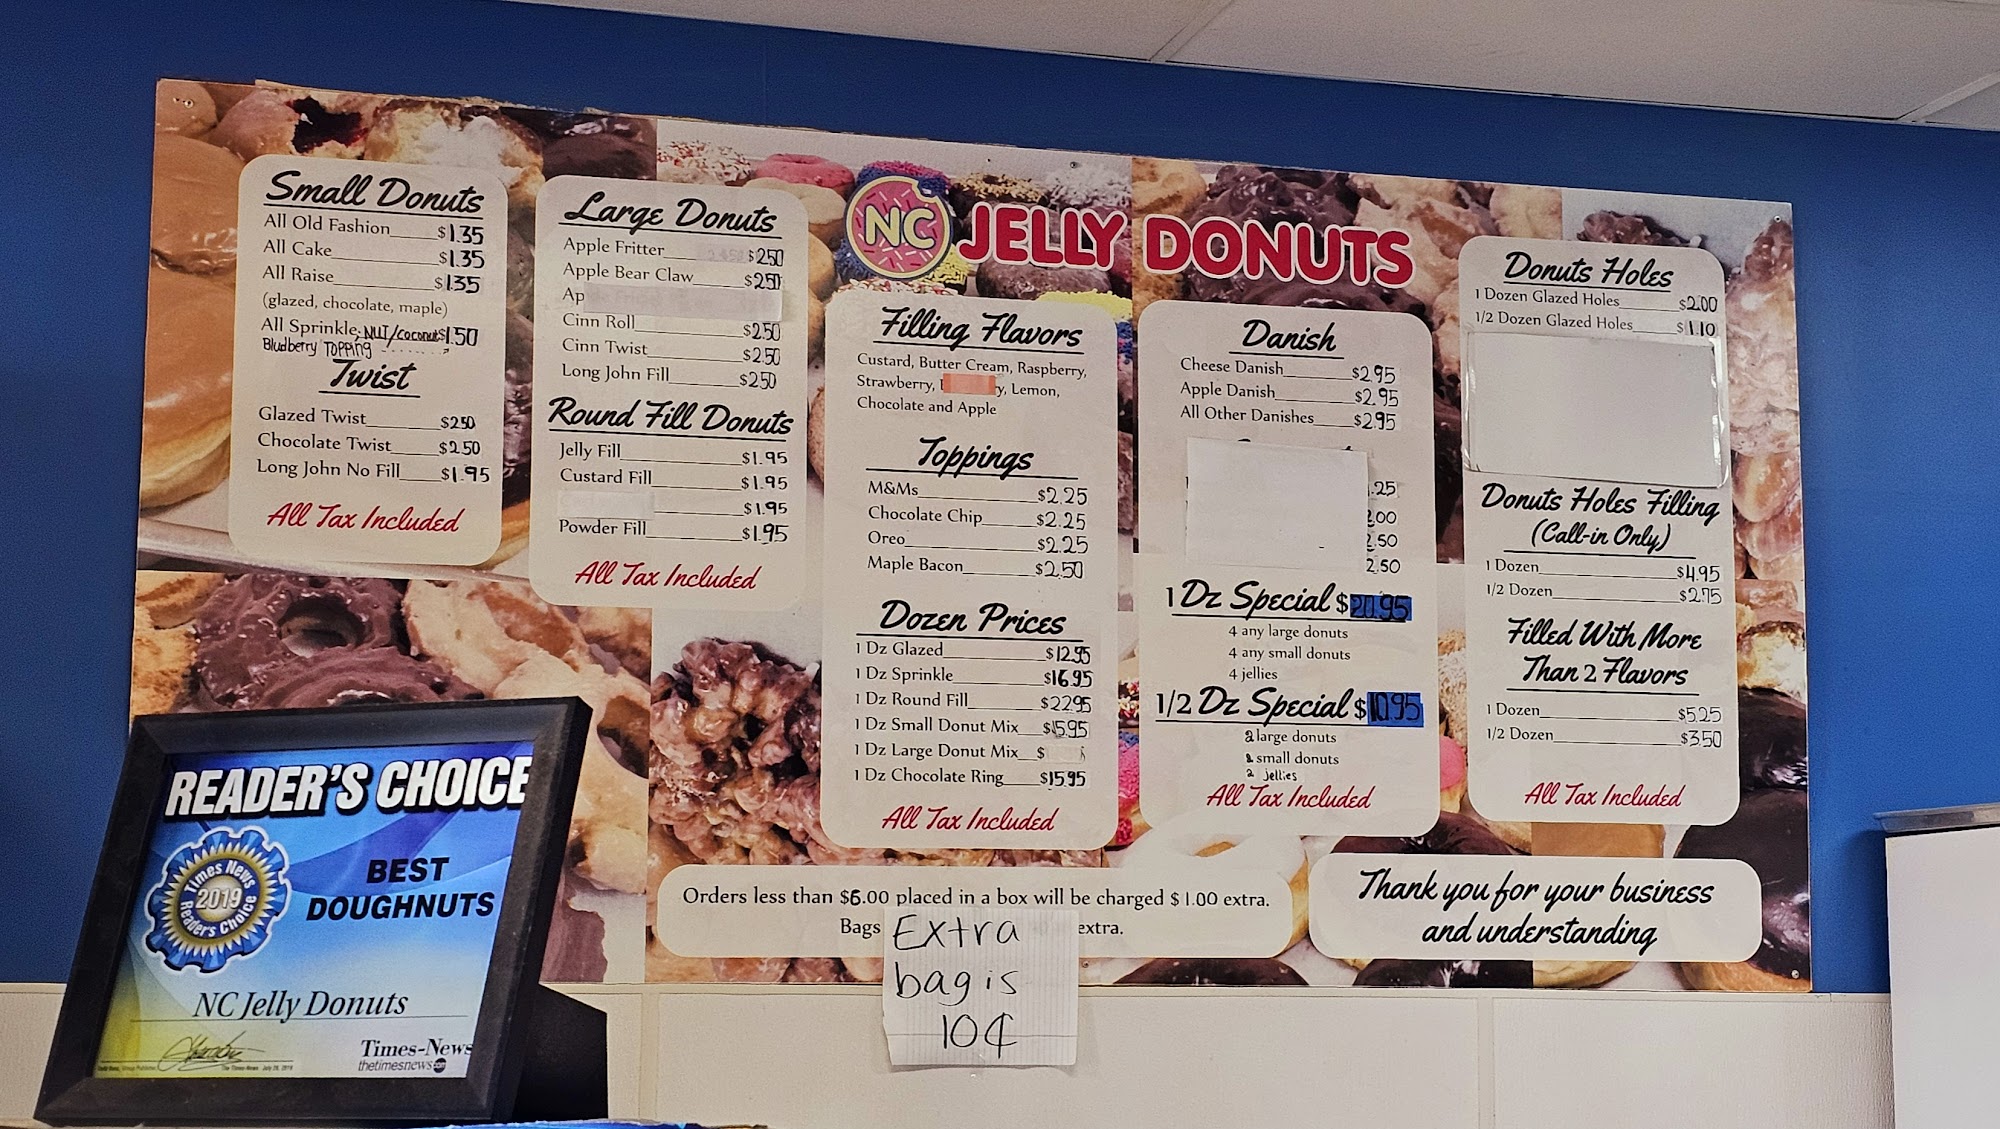 NC JELLY DONUTS
Small Donuts
All Old Fashion $1.35
All Cake $1.35
All Raise $1.35
(glazed, chocolate, maple)
All Sprinkle, NUT/coconut $1.50
Bludberry TOPPING
Twist
Glazed Twist $2.50
Chocolate Twist $2.50
Long John No Fill $1.95
All Tax Included
Large Donuts
Apple Fritter $2.50
Apple Bear Claw $2.50
Ap
Cinn Roll $2.50
Cinn Twist $2.50
Long John Fill $2.50
Round Fill Donuts
Jelly Fill $1.95
Custard Fill $1.95
$1.95
Powder Fill $1.95
All Tax Included
Filling Flavors
Custard, Butter Cream, Raspberry,
Strawberry, y, Lemon,
Chocolate and Apple
Toppings
M&Ms $2.25
Chocolate Chip $2.25
Oreo $2.25
Maple Bacon $2.50
Dozen Prices
1 Dz Glazed $12.95
1 Dz Sprinkle $16.95
1 Dz Round Fill $22.95
1 Dz Small Donut Mix $15.95
1 Dz Large Donut Mix $
1 Dz Chocolate Ring $15.95
All Tax Included
Danish
Cheese Danish $2.95
Apple Danish $2.95
All Other Danishes $2.95
.25
.00
.50
2.50
1 Dz Special $20.95
4 any large donuts
4 any small donuts
4 jellies
1/2 Dz Special $10.95
2 large donuts
2 small donuts
2 jellies
All Tax Included
Donuts Holes
1 Dozen Glazed Holes $2.00
1/2 Dozen Glazed Holes $1.10
Donuts Holes Filling
(Call-in Only)
1 Dozen $4.95
1/2 Dozen $2.75
Filled With More
Than 2 Flavors
1 Dozen $5.25
1/2 Dozen $3.50
All Tax Included
Orders less than $6.00 placed in a box will be charged $1.00 extra.
Bags extra.
Extra
bag is
10¢
Thank you for your business
and understanding
READER'S CHOICE
BEST
DOUGHNUTS
Times News
2019
Reader's Choice
NC Jelly Donuts
Times-News
thetimesnews.com